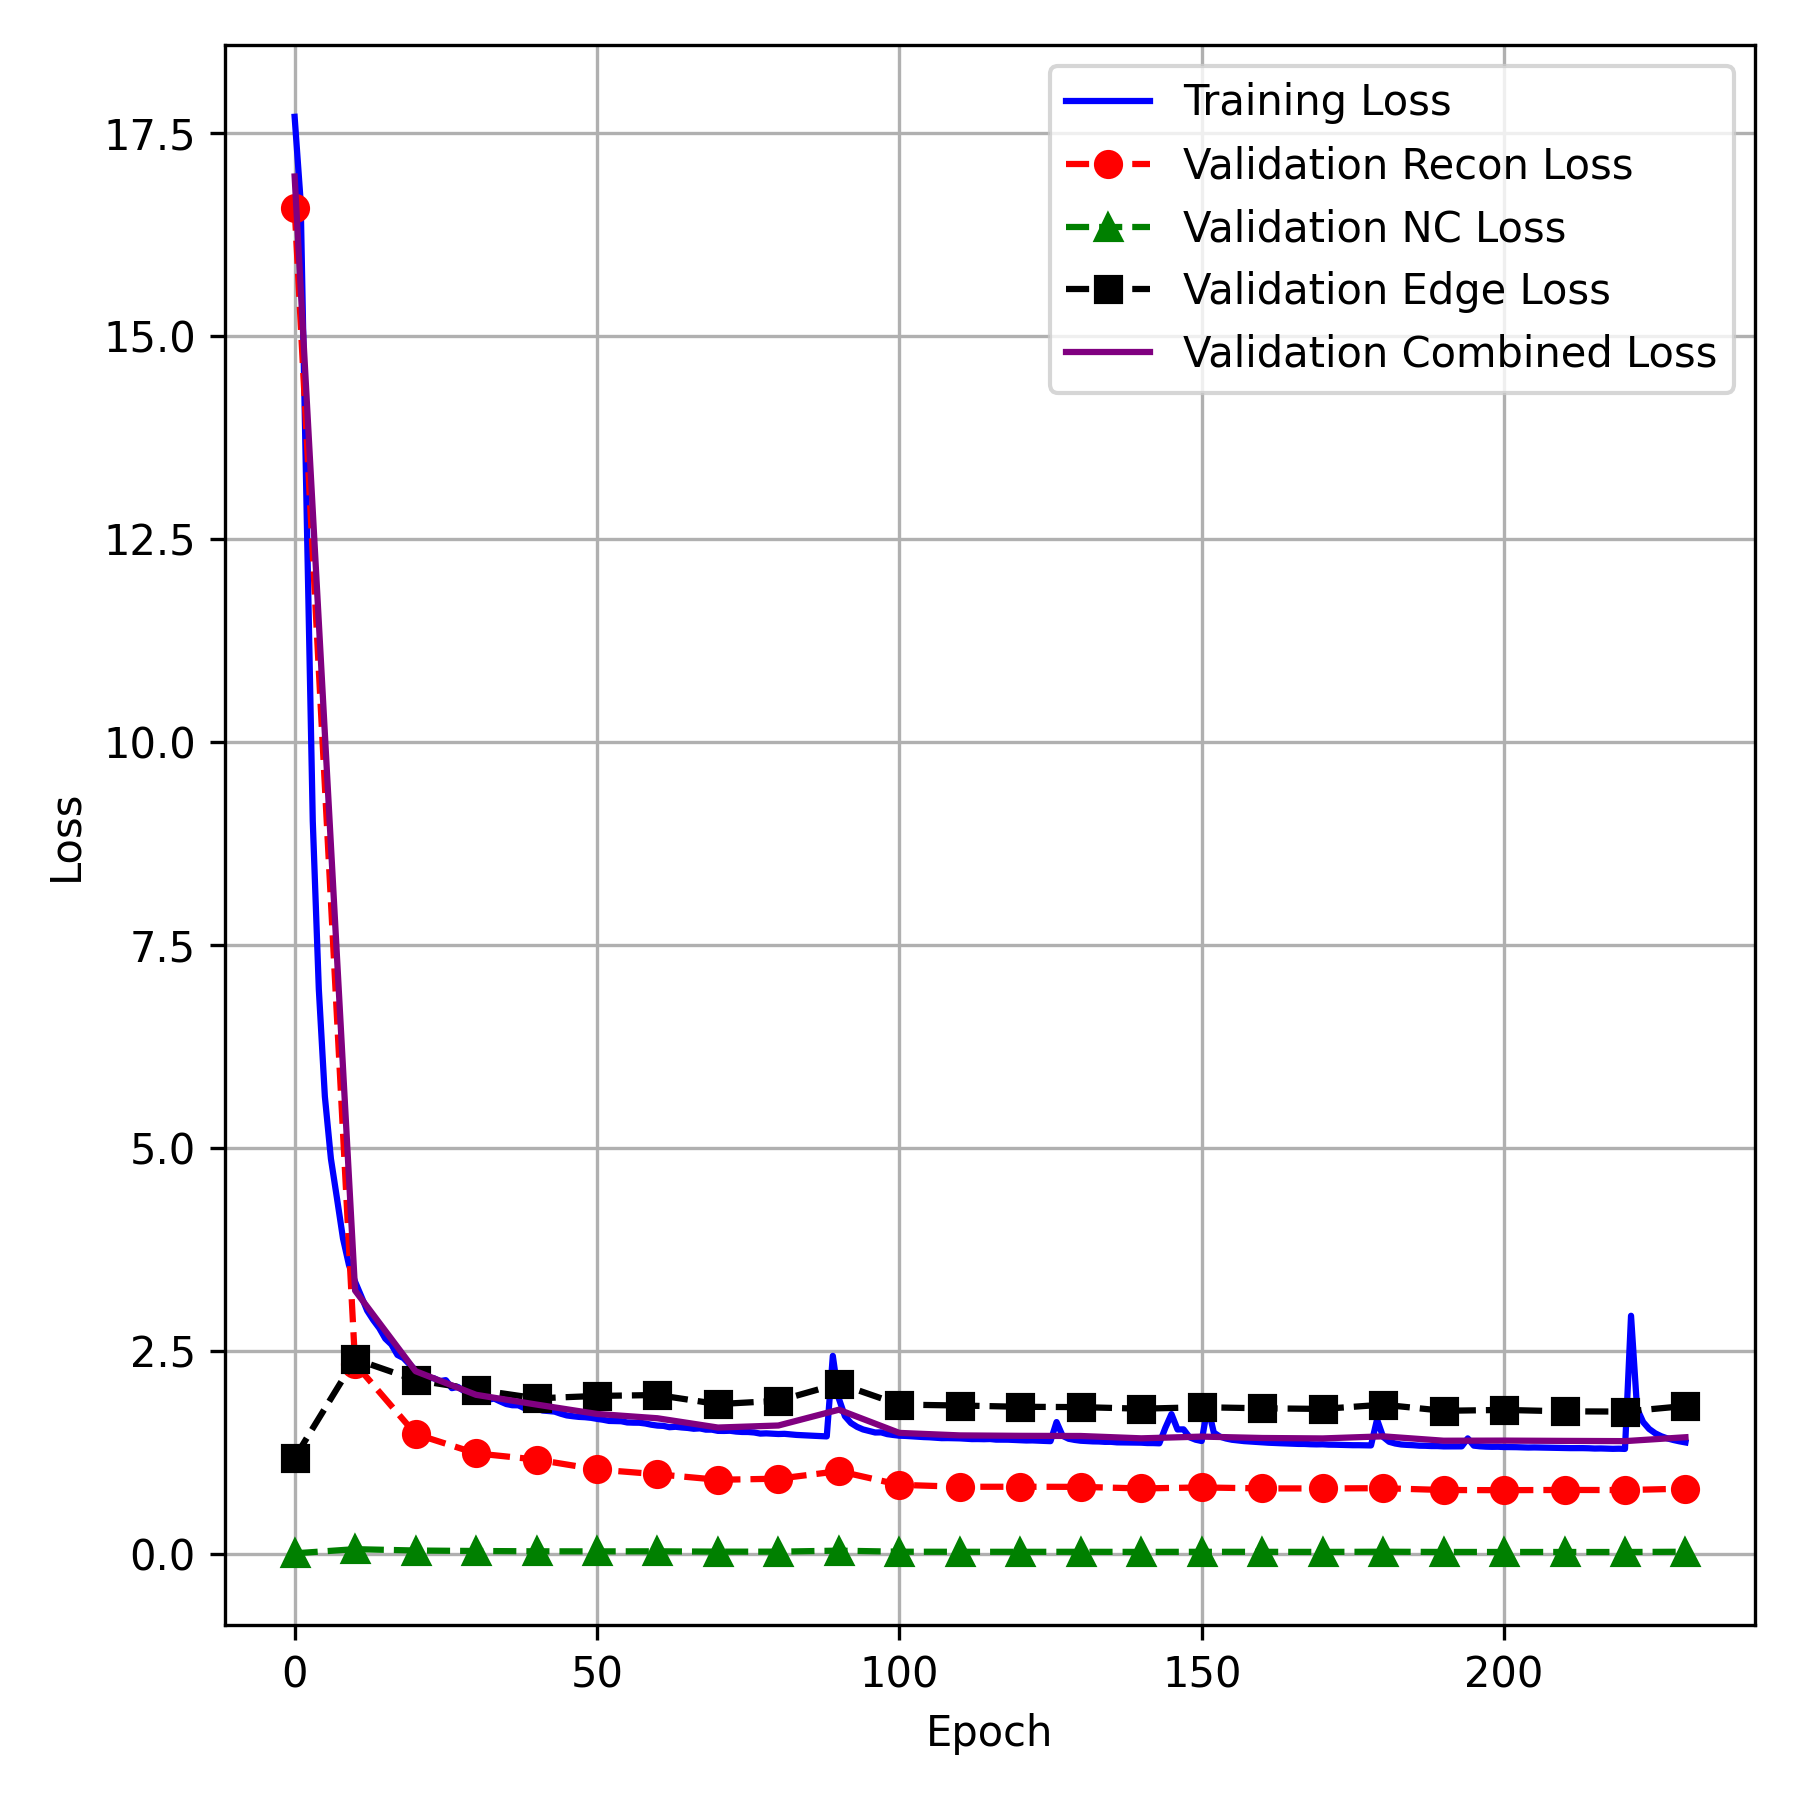 17.5
15.0
12.5
10.0
7.5
5.0
2.5
0.0
Loss
Training Loss
Validation Recon Loss
Validation NC Loss
Validation Edge Loss
Validation Combined Loss
0 50 100 150 200
Epoch